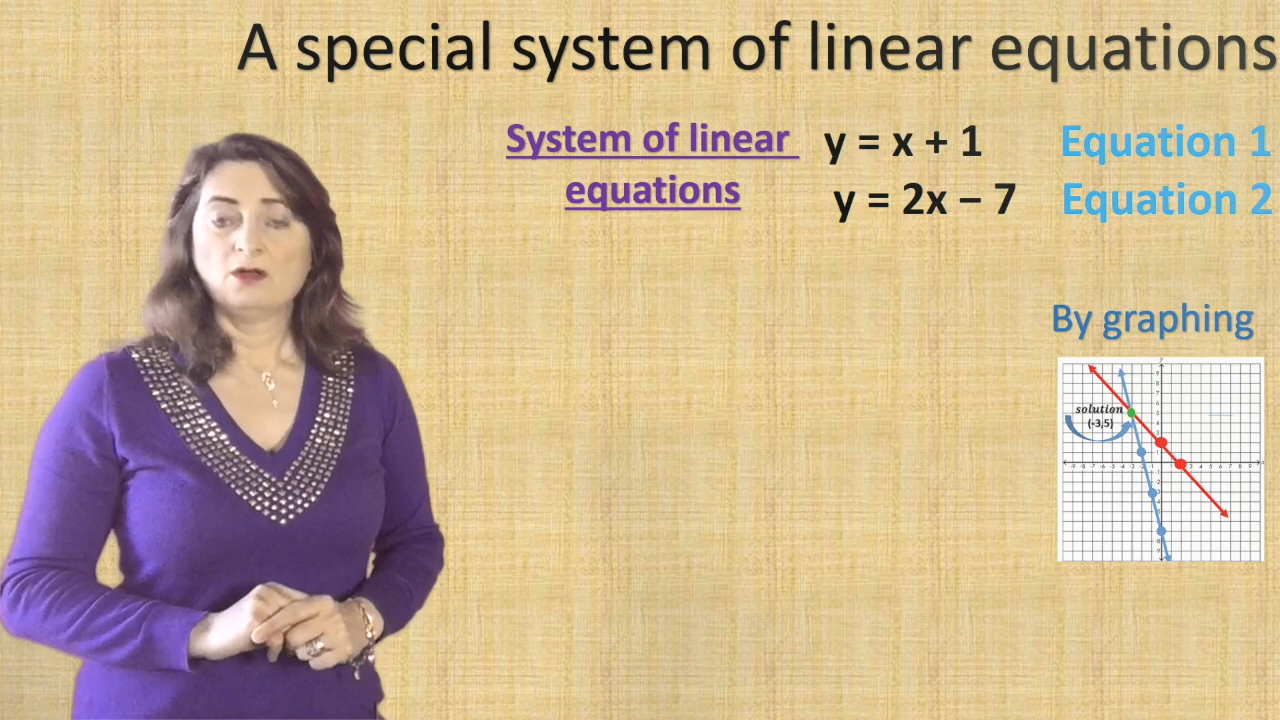 A special system of linear equations
System of linear
equations
y = x + 1
Equation 1
y = 2x – 7
Equation 2
By graphing
solution
(-3,5)